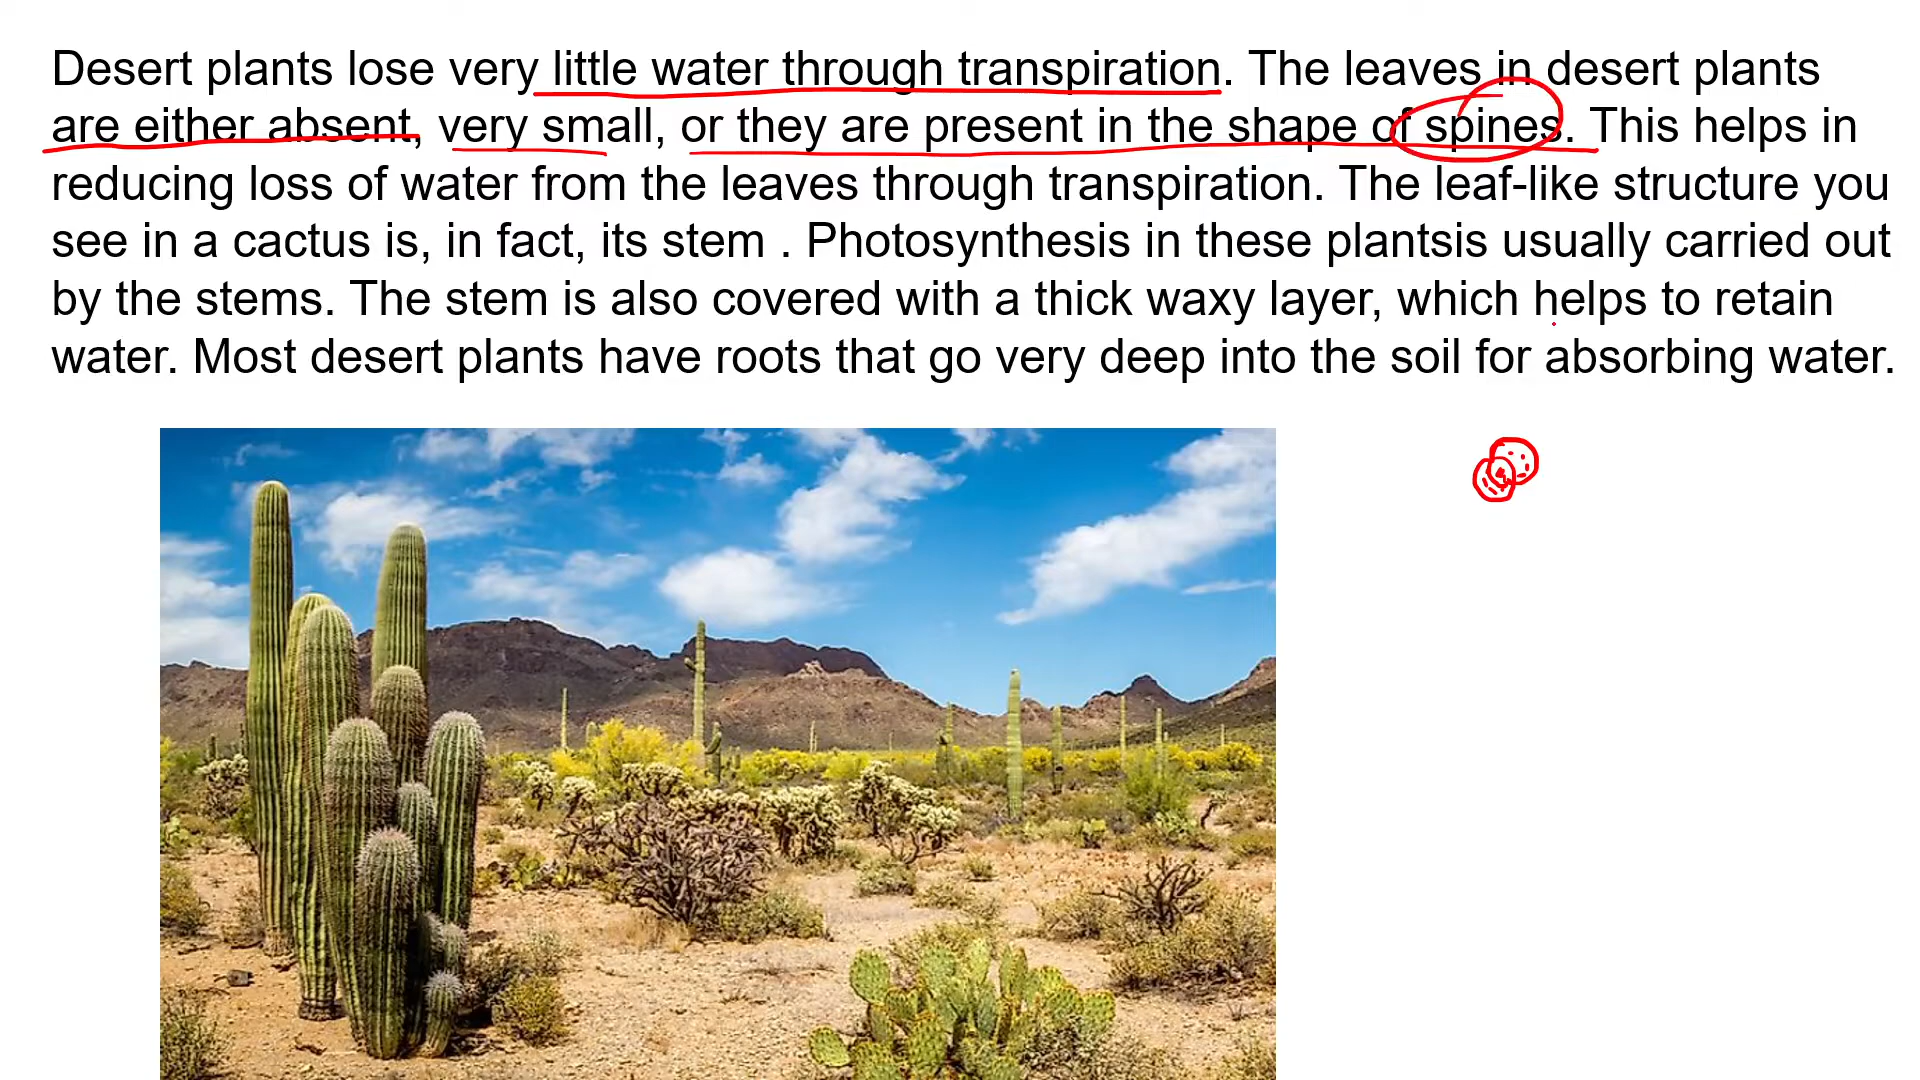 Desert plants lose very little water through transpiration. The leaves in desert plants
are either absent, very small, or they are present in the shape of spines. This helps in
reducing loss of water from the leaves through transpiration. The leaf-like structure you
see in a cactus is, in fact, its stem . Photosynthesis in these plantsis usually carried out
by the stems. The stem is also covered with a thick waxy layer, which helps to retain
water. Most desert plants have roots that go very deep into the soil for absorbing water.